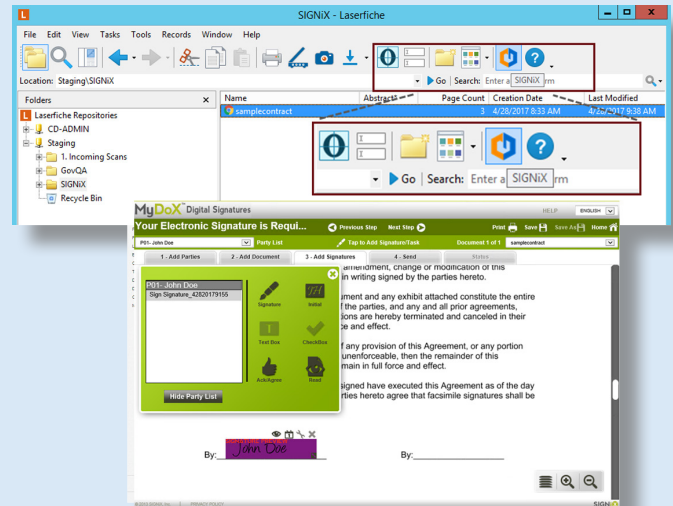 SIGNiX - Laserfiche
File Edit View Tasks Tools Records Window Help
Location: Staging\SIGNiX
Go Search: Enter a SIGNiX rm
Folders x
Name Abstract Page Count Creation Date Last Modified
Laserfiche Repositories
samplecontract 3 4/28/2017 8:33 AM 4/28/2017 9:38 AM
CD-ADMIN
Staging
1. Incoming Scans
GovQA
SIGNiX
Recycle Bin
Go Search: Enter a SIGNiX rm
MyDoX Digital Signatures
HELP ENGLISH
Your Electronic Signature is Requi...
Previous Step Next Step
Print Save Save As Home
P01- John Doe Party List
Tap to Add Signature/Task
Document 1 of 1 samplecontract
1 - Add Parties 2 - Add Document 3 - Add Signatures 4 - Send Status
amendment, change or modification of this
in writing signed by the parties hereto.
P01- John Doe
Sign Signature_42820179155
Signature Initial
Text Box CheckBox
Ack/Agree Read
Hide Party List
ument and any exhibit attached constitute the entire
f the parties, and any and all prior agreements,
tions are hereby terminated and canceled in their
ce and effect.
f any provision of this Agreement, or any portion
unenforceable, then the remainder of this
main in full force and effect.
signed have executed this Agreement as of the day
rties hereto agree that facsimile signatures shall be
By: John Doe
By:
PRIVACY POLICY
SIGN